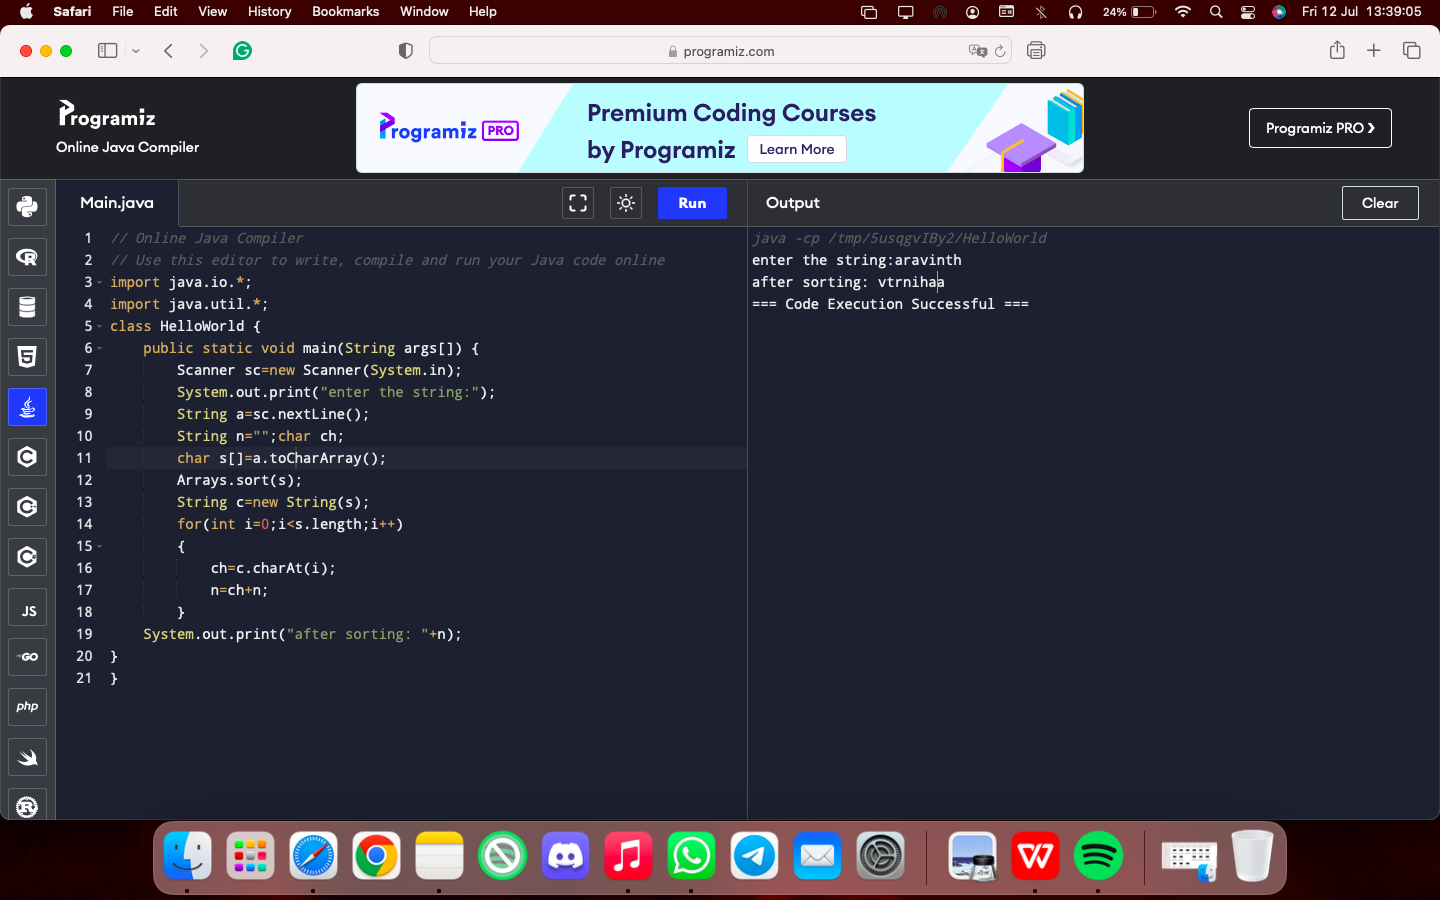 Safari File Edit View History Bookmarks Window Help 24% Fri 12 Jul 13:39:05
programiz.com
Programiz
Online Java Compiler
Programiz PRO
Premium Coding Courses
by Programiz Learn More
Programiz PRO ❯
Main.java Run Output Clear
1 // Online Java Compiler
2 // Use this editor to write, compile and run your Java code online
3 import java.io.*;
4 import java.util.*;
5 class HelloWorld {
6 public static void main(String args[]) {
7 Scanner sc=new Scanner(System.in);
8 System.out.print("enter the string:");
9 String a=sc.nextLine();
10 String n="";char ch;
11 char s[]=a.toCharArray();
12 Arrays.sort(s);
13 String c=new String(s);
14 for(int i=0;i<s.length;i++)
15 {
16 ch=c.charAt(i);
17 n=ch+n;
18 }
19 System.out.print("after sorting: "+n);
20 }
21 }
java -cp /tmp/5usqgvIBy2/HelloWorld
enter the string:aravinth
after sorting: vtrnihaa
=== Code Execution Successful ===
R
5
C
C
C
JS
GO
php
R
W